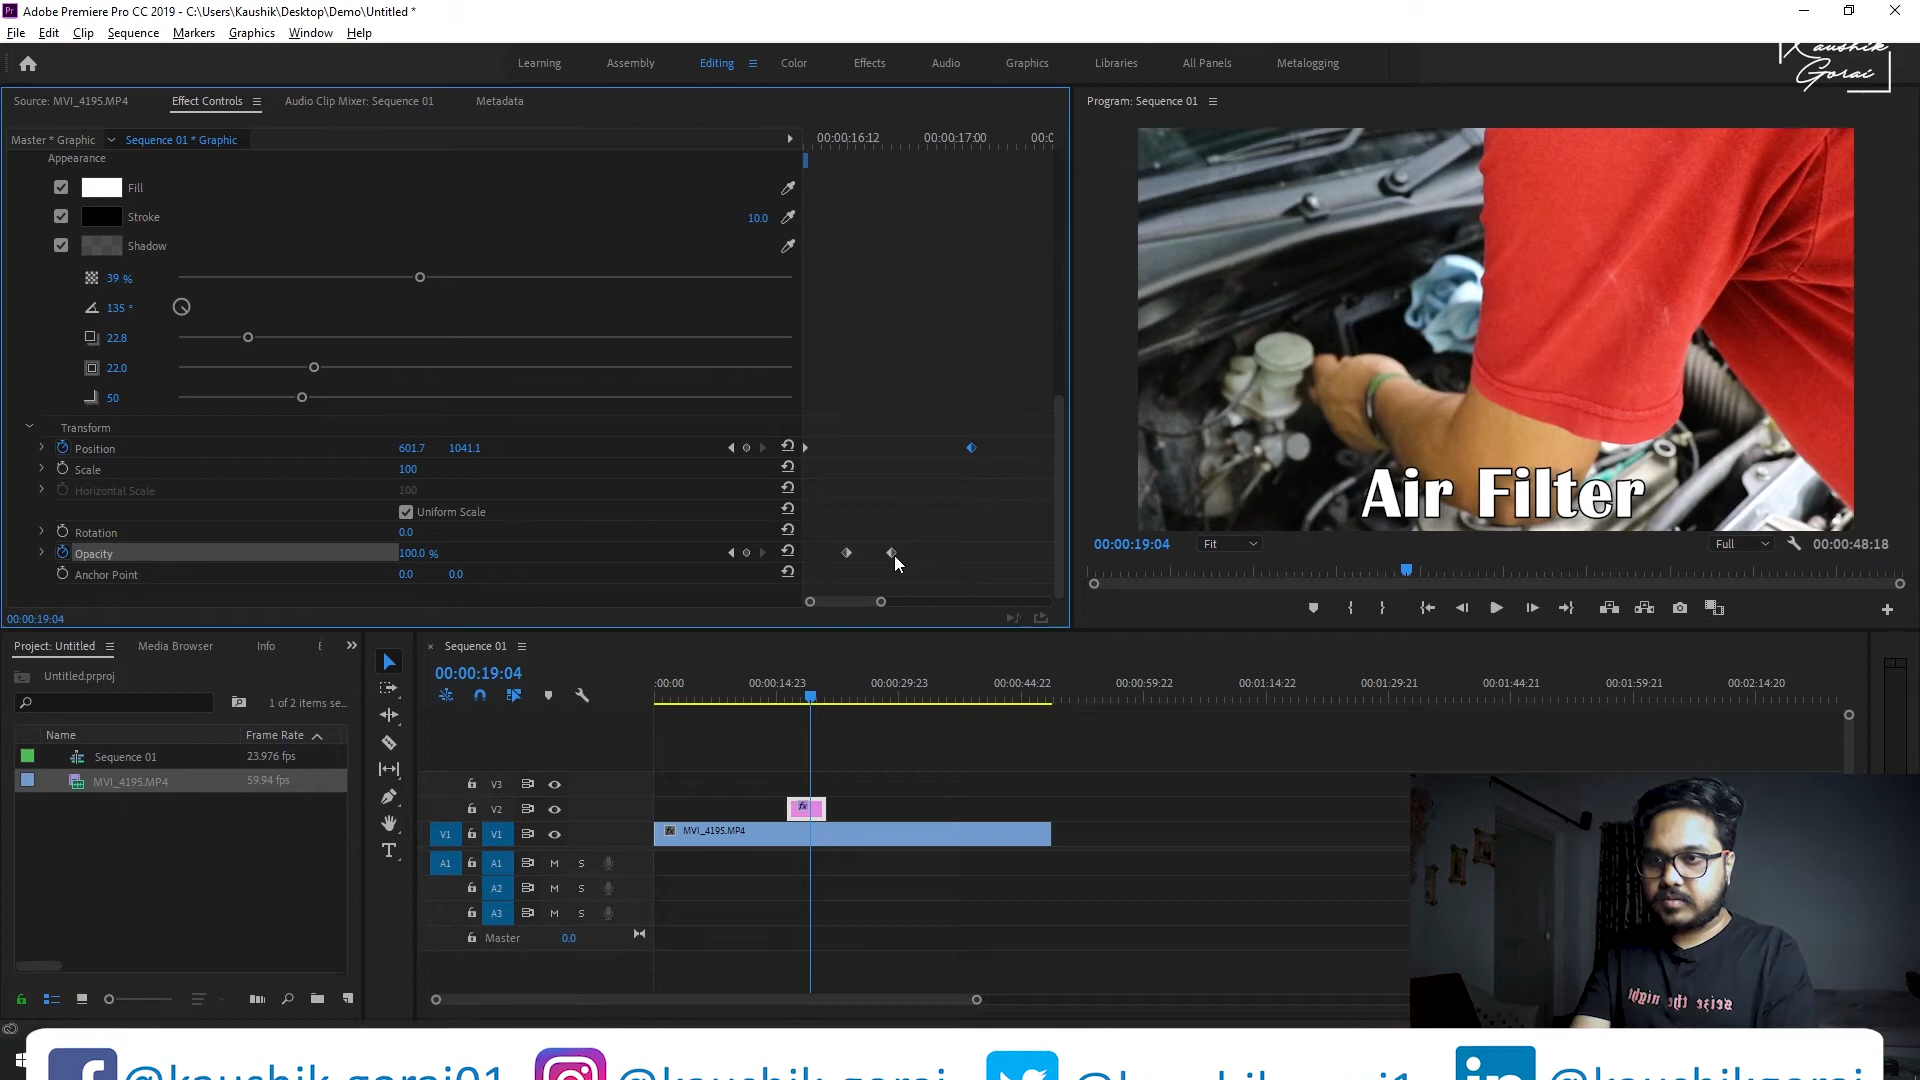 Adobe Premiere Pro CC 2019 - C:\Users\Kaushik\Desktop\Demo\Untitled *
File Edit Clip Sequence Markers Graphics Window Help
Learning Assembly Editing Color Effects Audio Graphics Libraries All Panels Metalogging
Kaushik
Gorai
Source: MVI_4195.MP4 Effect Controls Audio Clip Mixer: Sequence 01 Metadata
Program: Sequence 01
Master * Graphic Sequence 01 * Graphic
00:00:16:12 00:00:17:00
Appearance
Fill
Stroke 10.0
Shadow
39 %
135 °
22.8
22.0
50
Transform
Position 601.7 1041.1
Scale 100
Horizontal Scale 100
Uniform Scale
Rotation 0.0
Opacity 100.0 %
Anchor Point 0.0 0.0
00:00:19:04
Air Filter
00:00:19:04 Fit Full 00:00:48:18
Project: Untitled Media Browser Info
Untitled.prproj
1 of 2 items se...
Name Frame Rate
Sequence 01 23.976 fps
MVI_4195.MP4 59.94 fps
Sequence 01
00:00:19:04
:00:00 00:00:14:23 00:00:29:23 00:00:44:22 00:00:59:22 00:01:14:22 00:01:29:21 00:01:44:21 00:01:59:21 00:02:14:20
V3
V2 fx
V1 V1 fx MVI_4195.MP4
A1 A1 M S
A2 M S
A3 M S
Master 0.0
seize the night